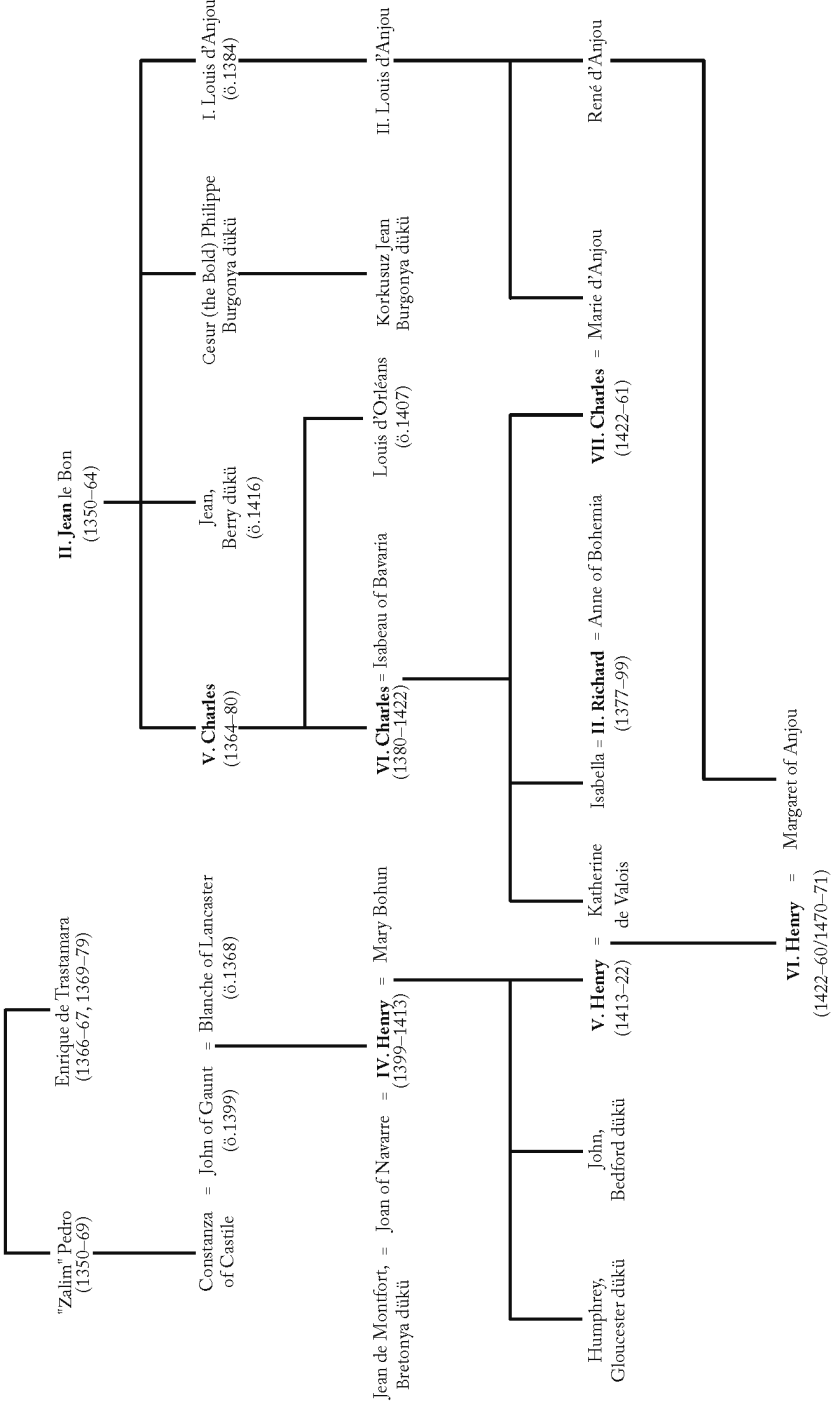 "Zalim" Pedro
(1350–69)
Enrique de Trastamara
(1366–67, 1369–79)
II. Jean le Bon
(1350–64)
Constanza
of Castile
=
John of Gaunt
(ö.1399)
=
Blanche of Lancaster
(ö.1368)
V. Charles
(1364–80)
Jean,
Berry dükü
(ö.1416)
Cesur (the Bold) Philippe
Burgonya dükü
I. Louis d'Anjou
(ö.1384)
Jean de Montfort,
Bretonya dükü
=
Joan of Navarre
=
IV. Henry
(1399–1413)
=
Mary Bohun
VI. Charles
(1380–1422)
= Isabeau of Bavaria
Louis d'Orléans
(ö.1407)
Korkusuz Jean
Burgonya dükü
II. Louis d'Anjou
Humphrey,
Gloucester dükü
John,
Bedford dükü
V. Henry
(1413–22)
=
Katherine
de Valois
Isabella = II. Richard = Anne of Bohemia
(1377–99)
VII. Charles
(1422–61)
=
Marie d'Anjou
René d'Anjou
VI. Henry
(1422–60/1470–71)
=
Margaret of Anjou